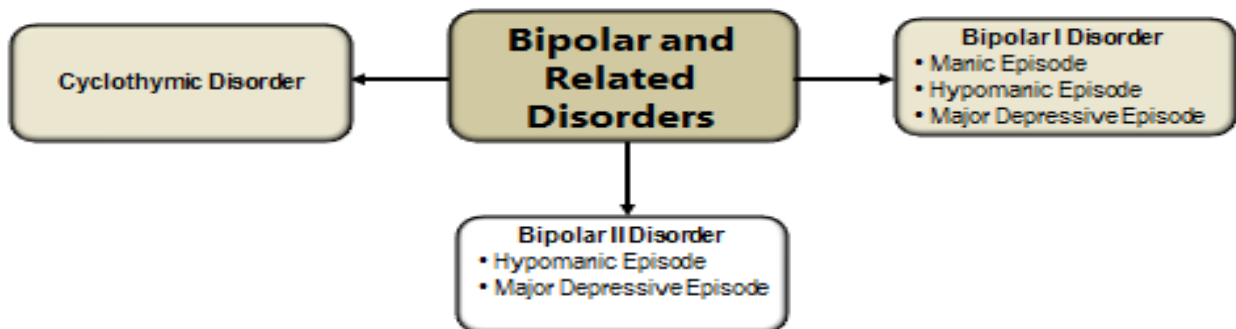 Cyclothymic Disorder
Bipolar and
Related
Disorders
Bipolar I Disorder
• Manic Episode
• Hypomanic Episode
• Major Depressive Episode
Bipolar II Disorder
• Hypomanic Episode
• Major Depressive Episode